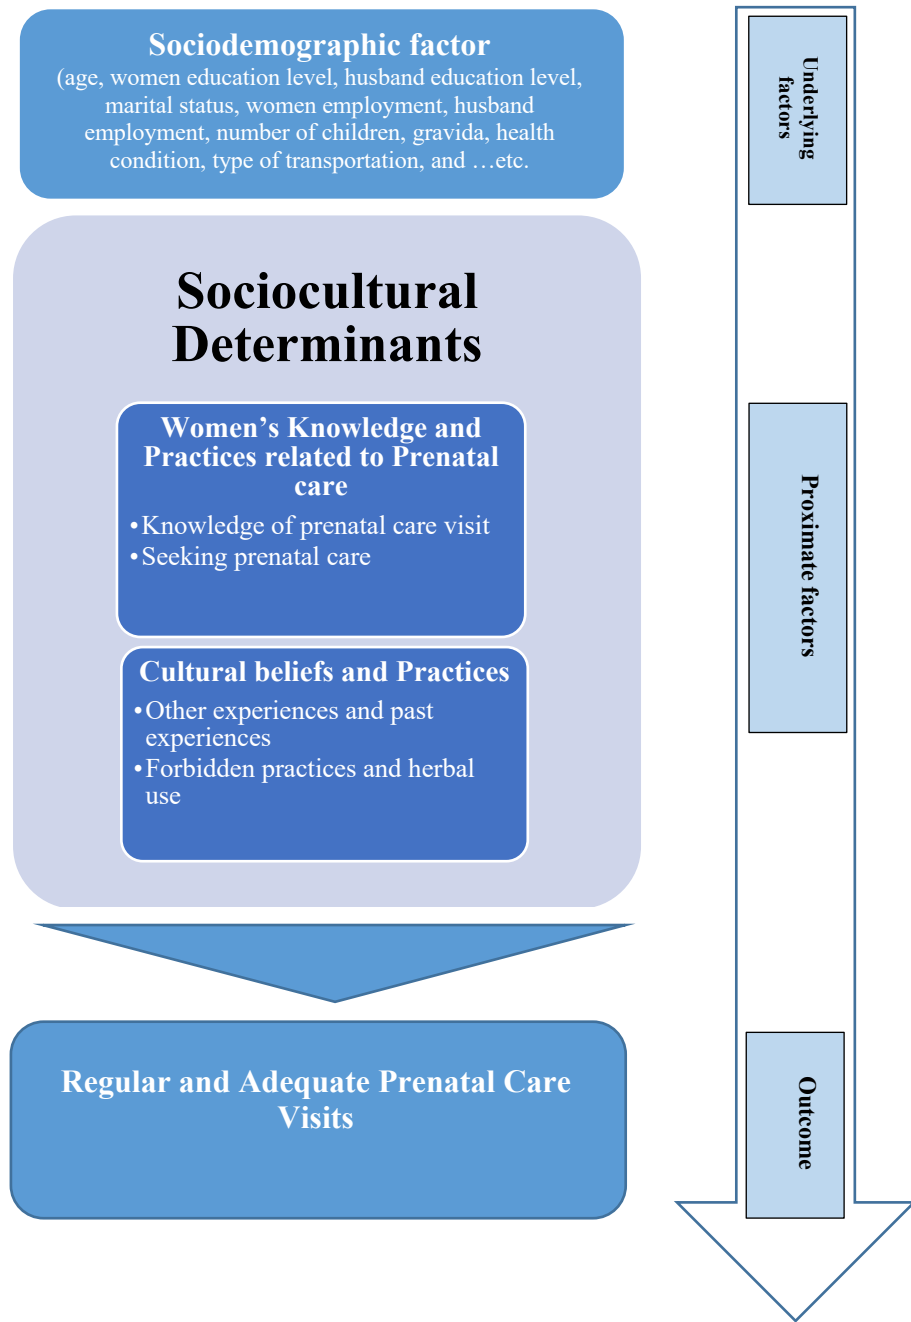 Sociodemographic factor
(age, women education level, husband education level,
marital status, women employment, husband
employment, number of children, gravida, health
condition, type of transportation, and …etc.
Underlying
factors
Sociocultural
Determinants
Women’s Knowledge and
Practices related to Prenatal
care
•Knowledge of prenatal care visit
•Seeking prenatal care
Cultural beliefs and Practices
•Other experiences and past
experiences
•Forbidden practices and herbal
use
Proximate factors
Regular and Adequate Prenatal Care
Visits
Outcome